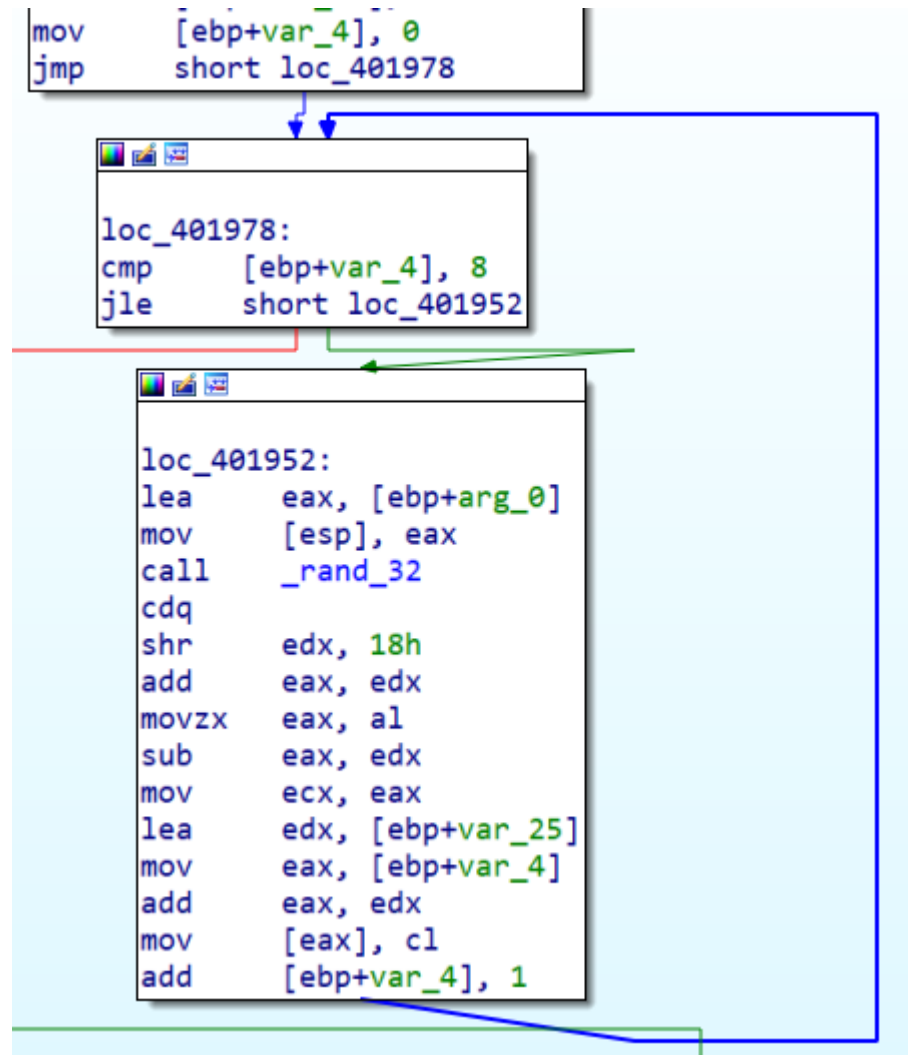 mov [ebp+var_4], 0
jmp short loc_401978
loc_401978:
cmp [ebp+var_4], 8
jle short loc_401952
loc_401952:
lea eax, [ebp+arg_0]
mov [esp], eax
call _rand_32
cdq
shr edx, 18h
add eax, edx
movzx eax, al
sub eax, edx
mov ecx, eax
lea edx, [ebp+var_25]
mov eax, [ebp+var_4]
add eax, edx
mov [eax], cl
add [ebp+var_4], 1